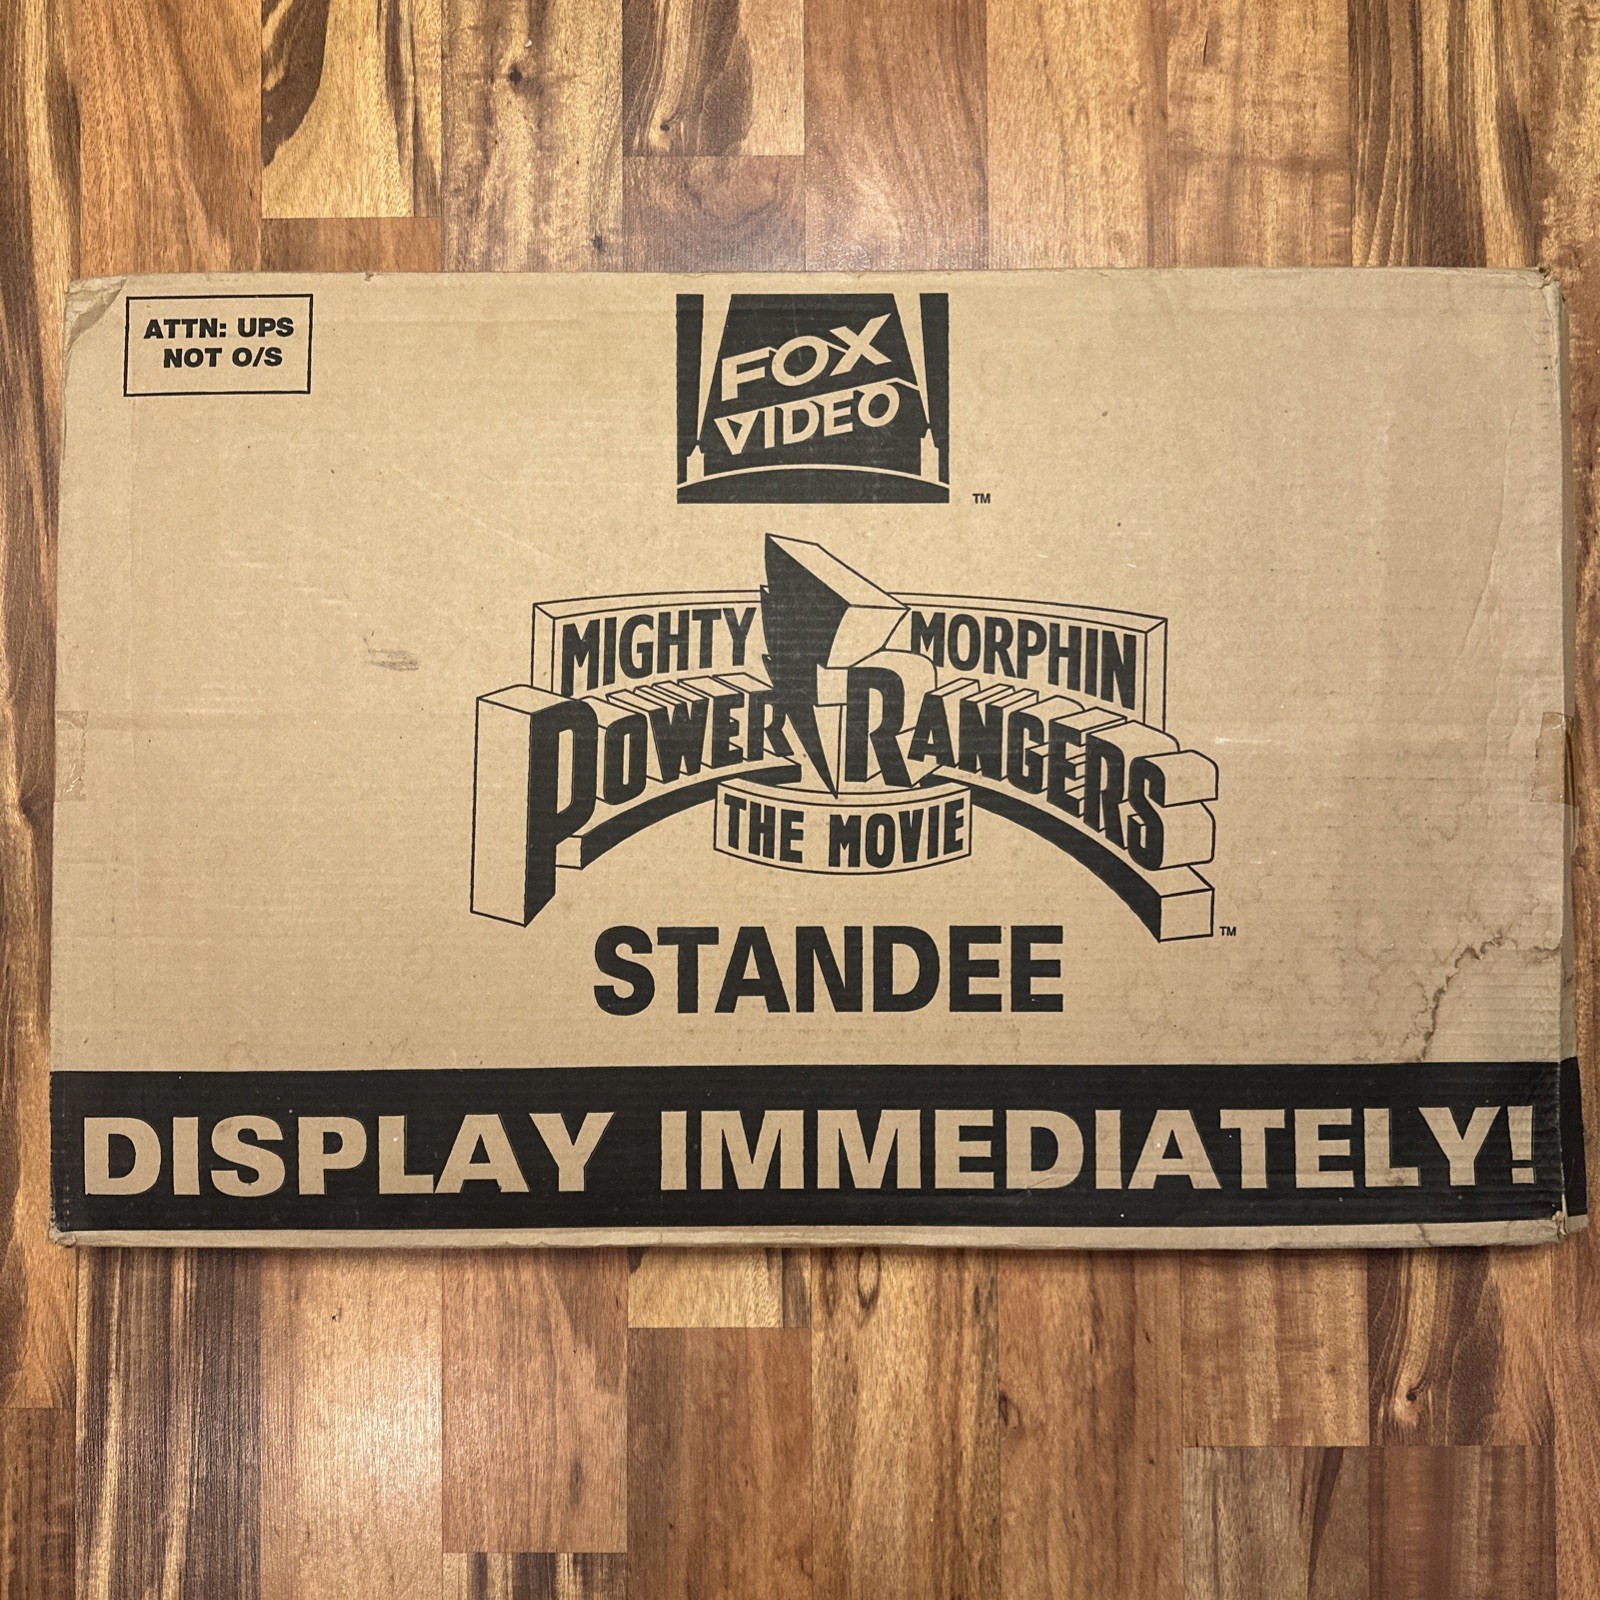 ATTN: UPS
NOT O/S
FOX
VIDEO
TM
MIGHTY MORPHIN
POWER RANGERS
THE MOVIE
TM
STANDEE
DISPLAY IMMEDIATELY!